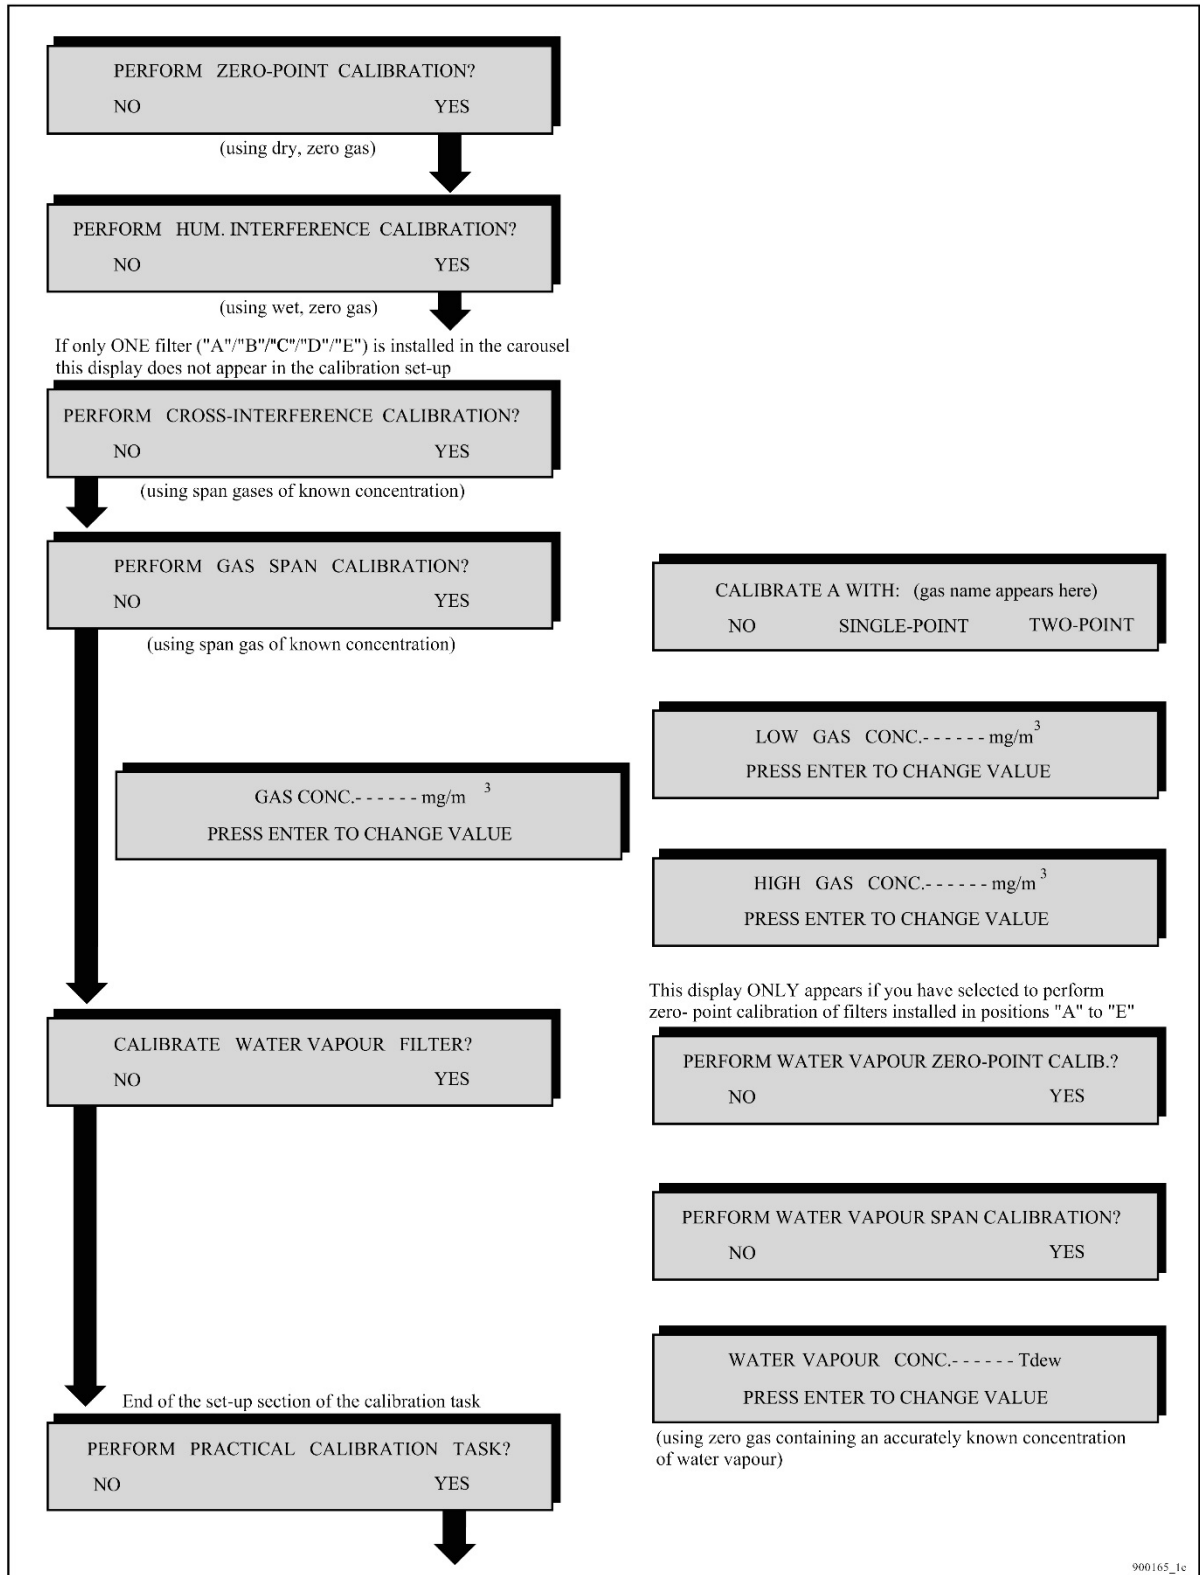 PERFORM ZERO-POINT CALIBRATION?
NO YES
(using dry, zero gas)
PERFORM HUM. INTERFERENCE CALIBRATION?
NO YES
(using wet, zero gas)
If only ONE filter ("A"/"B"/"C"/"D"/"E") is installed in the carousel
this display does not appear in the calibration set-up
PERFORM CROSS-INTERFERENCE CALIBRATION?
NO YES
(using span gases of known concentration)
PERFORM GAS SPAN CALIBRATION?
NO YES
(using span gas of known concentration)
CALIBRATE A WITH: (gas name appears here)
NO SINGLE-POINT TWO-POINT
LOW GAS CONC.- - - - - - mg/m³
PRESS ENTER TO CHANGE VALUE
GAS CONC.- - - - - - mg/m ³
PRESS ENTER TO CHANGE VALUE
HIGH GAS CONC.- - - - - - mg/m³
PRESS ENTER TO CHANGE VALUE
CALIBRATE WATER VAPOUR FILTER?
NO YES
This display ONLY appears if you have selected to perform
zero- point calibration of filters installed in positions "A" to "E"
PERFORM WATER VAPOUR ZERO-POINT CALIB.?
NO YES
PERFORM WATER VAPOUR SPAN CALIBRATION?
NO YES
WATER VAPOUR CONC.- - - - - - Tdew
PRESS ENTER TO CHANGE VALUE
(using zero gas containing an accurately known concentration
of water vapour)
End of the set-up section of the calibration task
PERFORM PRACTICAL CALIBRATION TASK?
NO YES
900165_1c